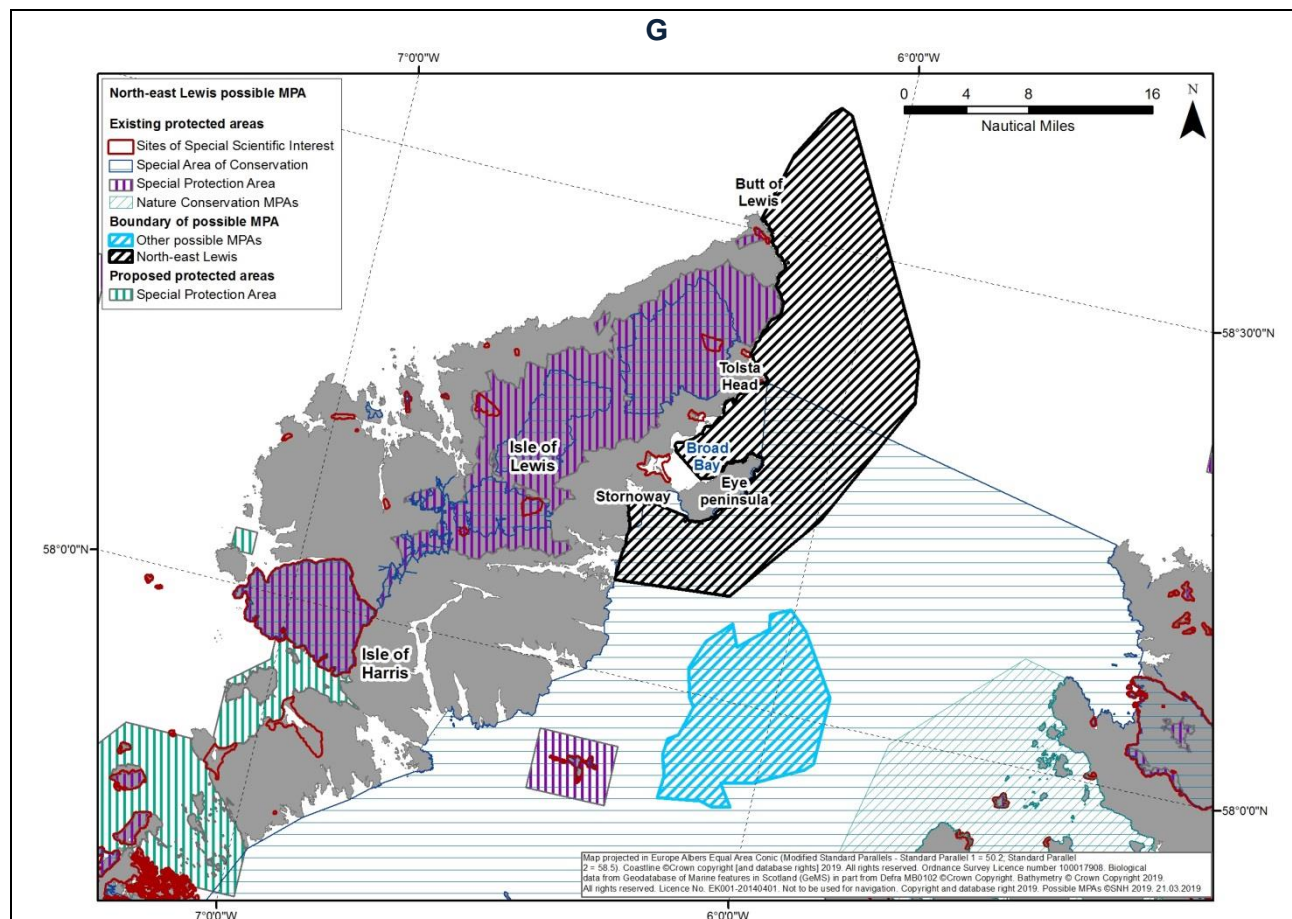 G
7°0'0"W
6°0'0"W
North-east Lewis possible MPA
Existing protected areas
Sites of Special Scientific Interest
Special Area of Conservation
Special Protection Area
Nature Conservation MPAs
Boundary of possible MPA
Other possible MPAs
North-east Lewis
Proposed protected areas
Special Protection Area
0 4 8 16
Nautical Miles
N
Butt of
Lewis
58°30'0"N
Tolsta
Head
Isle of
Lewis
Broad
Bay
Eye
peninsula
Stornoway
58°0'0"N
Isle of
Harris
58°0'0"N
Map projected in Europe Albers Equal Area Conic (Modified Standard Parallels - Standard Parallel 1 = 50.2; Standard Parallel
2 = 58.5). Coastline ©Crown copyright [and database rights] 2019. All rights reserved. Ordnance Survey Licence number 100017908. Biological
data from Geodatabase of Marine features in Scotland (GeMS) in part from Defra MB0102 ©Crown Copyright. Bathymetry © Crown Copyright 2019.
All rights reserved. Licence No. EK001-20140401. Not to be used for navigation. Copyright and database right 2019. Possible MPAs ©SNH 2019. 21.03.2019
7°0'0"W
6°0'0"W